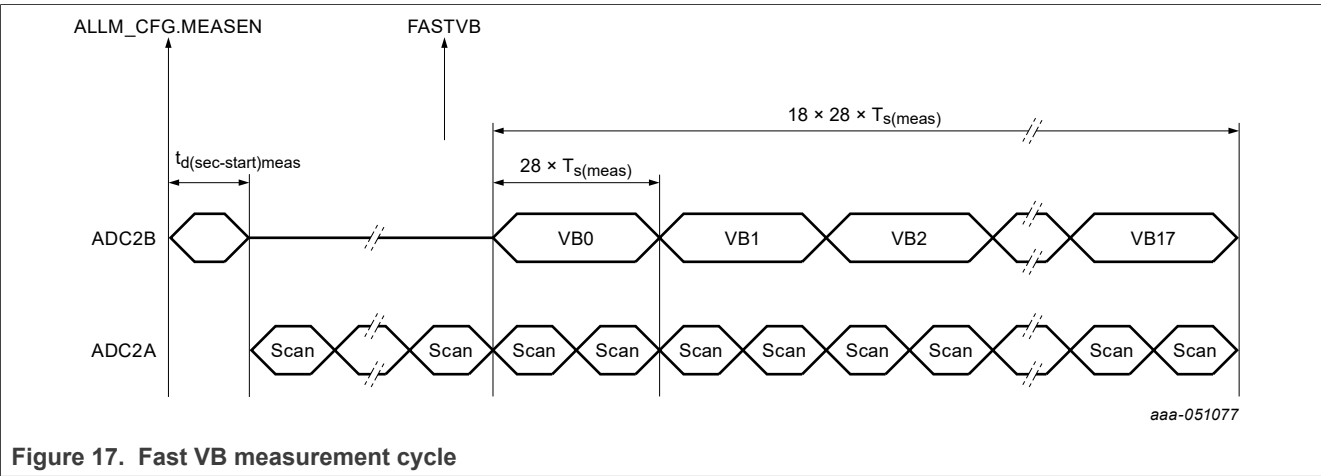 ALLM_CFG.MEASEN FASTVB
18 × 28 × Ts(meas)
td(sec-start)meas 28 × Ts(meas)
ADC2B VB0 VB1 VB2 VB17
ADC2A Scan Scan Scan Scan Scan Scan Scan Scan Scan Scan
aaa-051077
Figure 17. Fast VB measurement cycle